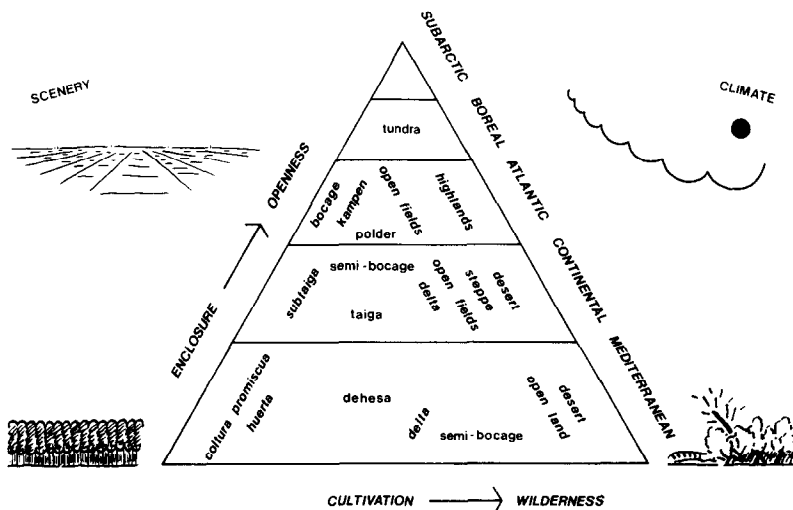 SCENERY
CLIMATE
SUBARCTIC BOREAL ATLANTIC CONTINENTAL MEDITERRANEAN
ENCLOSURE → OPENNESS
tundra
bocage
kampen
open fields
highlands
polder
semi-bocage
subtaiga
taiga
delta
open fields
steppe
desert
coltura promiscua
huerta
dehesa
delta
semi-bocage
open land
desert
CULTIVATION → WILDERNESS